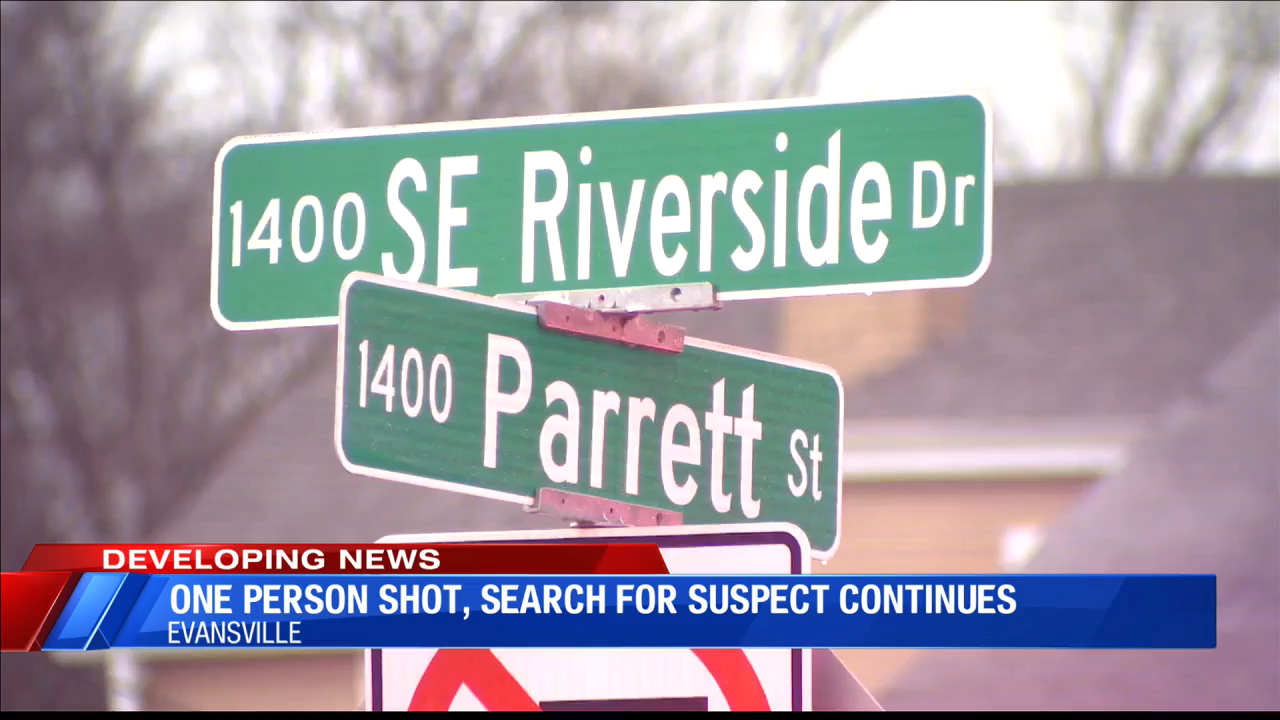 1400 SE Riverside Dr
1400 Parrett St
DEVELOPING NEWS
ONE PERSON SHOT, SEARCH FOR SUSPECT CONTINUES
EVANSVILLE